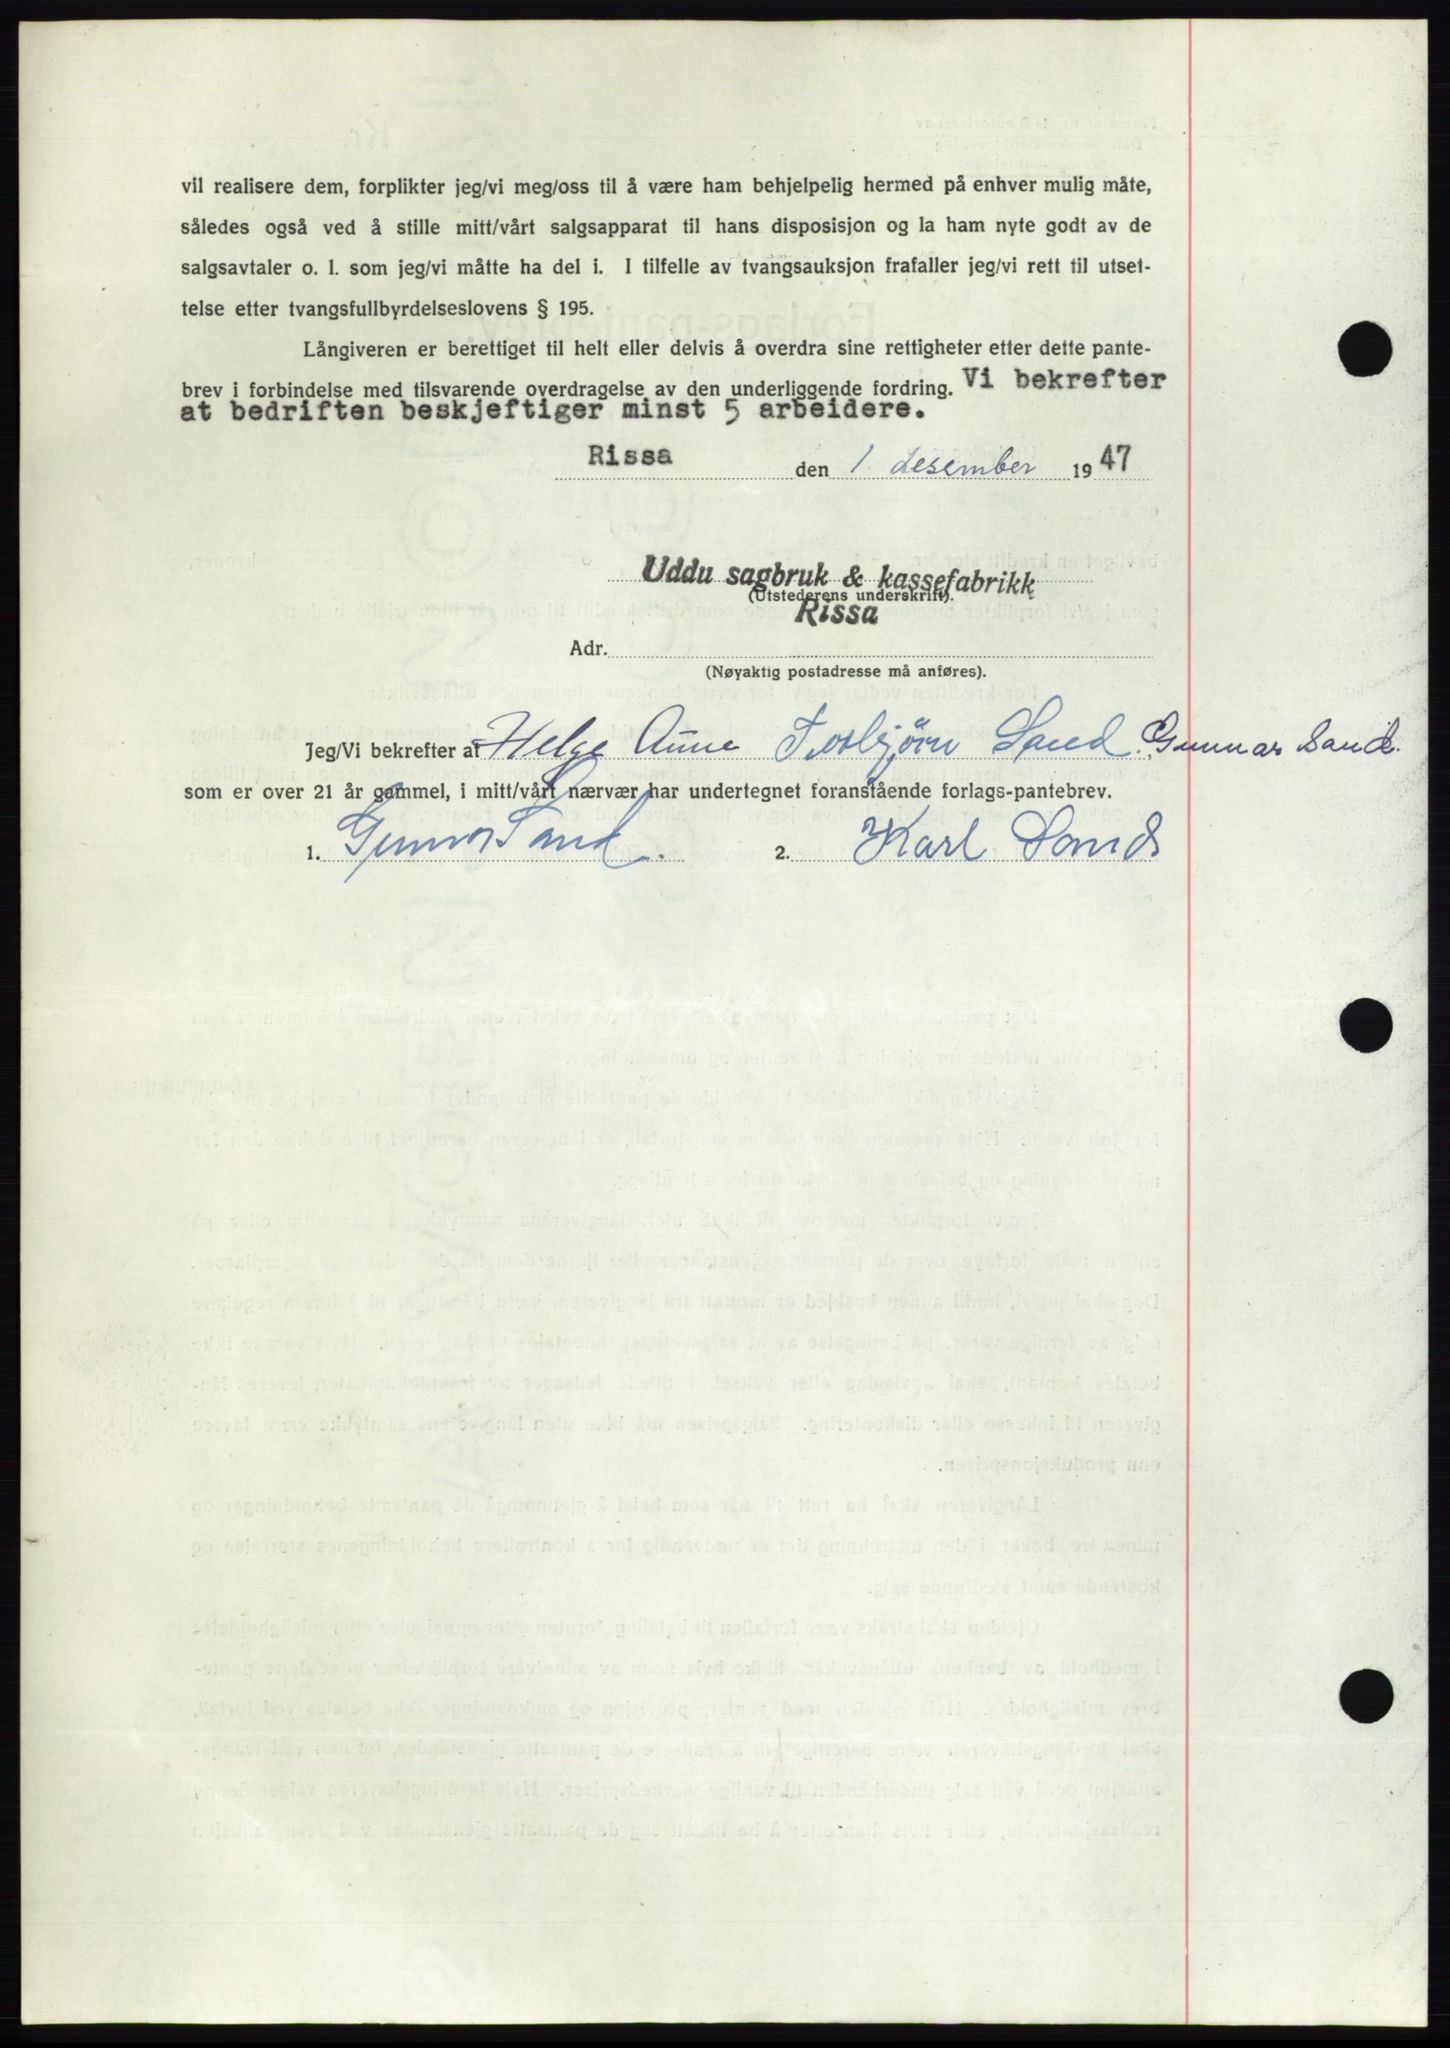 vil realisere dem, forplikter jeg/vi meg/oss til å være ham behjelpelig hermed på enhver mulig måte,
således også ved å stille mitt/vårt salgsapparat til hans disposisjon og la ham nyte godt av de
salgsavtaler o. l. som jeg/vi måtte ha del i. I tilfelle av tvangsauksjon frafaller jeg/vi rett til utset-
telse etter tvangsfullbyrdelseslovens § 195.
Långiveren er berettiget til helt eller delvis å overdra sine rettigheter etter dette pante-
brev i forbindelse med tilsvarende overdragelse av den underliggende fordring. Vi bekrefter
at bedriften beskjeftiger minst 5 arbeidere.
Rissa den 1. desember 1947
Uddu sagbruk & kassefabrikk
(Utstederens underskrift).
Rissa
Adr.
(Nøyaktig postadresse må anføres).
Jeg/Vi bekrefter at Helge Aune Torbjørn Sand, Gunnar Sand
som er over 21 år gammel, i mitt/vårt nærvær har undertegnet foranstående forlags-pantebrev.
1. Gunnar Sand. 2. Karl Sand